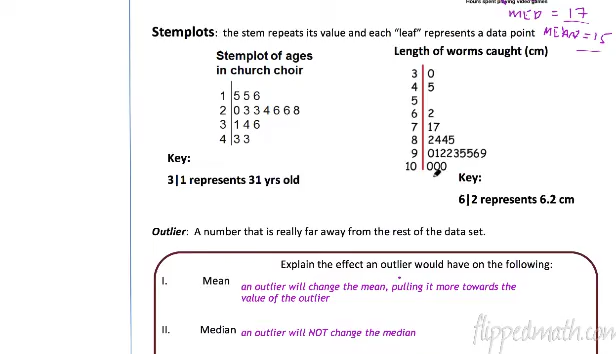 Hours spent playing video games
MED = 17
MEAN = 15
Stemplots: the stem repeats its value and each “leaf” represents a data point
Stemplot of ages
in church choir
1 | 5 5 6
2 | 0 3 3 4 6 6 8
3 | 1 4 6
4 | 3 3
Key:
3|1 represents 31 yrs old
Length of worms caught (cm)
3 | 0
4 | 5
5 |
6 | 2
7 | 17
8 | 2445
9 | 012235569
10 | 000
Key:
6|2 represents 6.2 cm
Outlier: A number that is really far away from the rest of the data set.
Explain the effect an outlier would have on the following:
I. Mean an outlier will change the mean, pulling it more towards the
value of the outlier
II. Median an outlier will NOT change the median
flippedmath.com